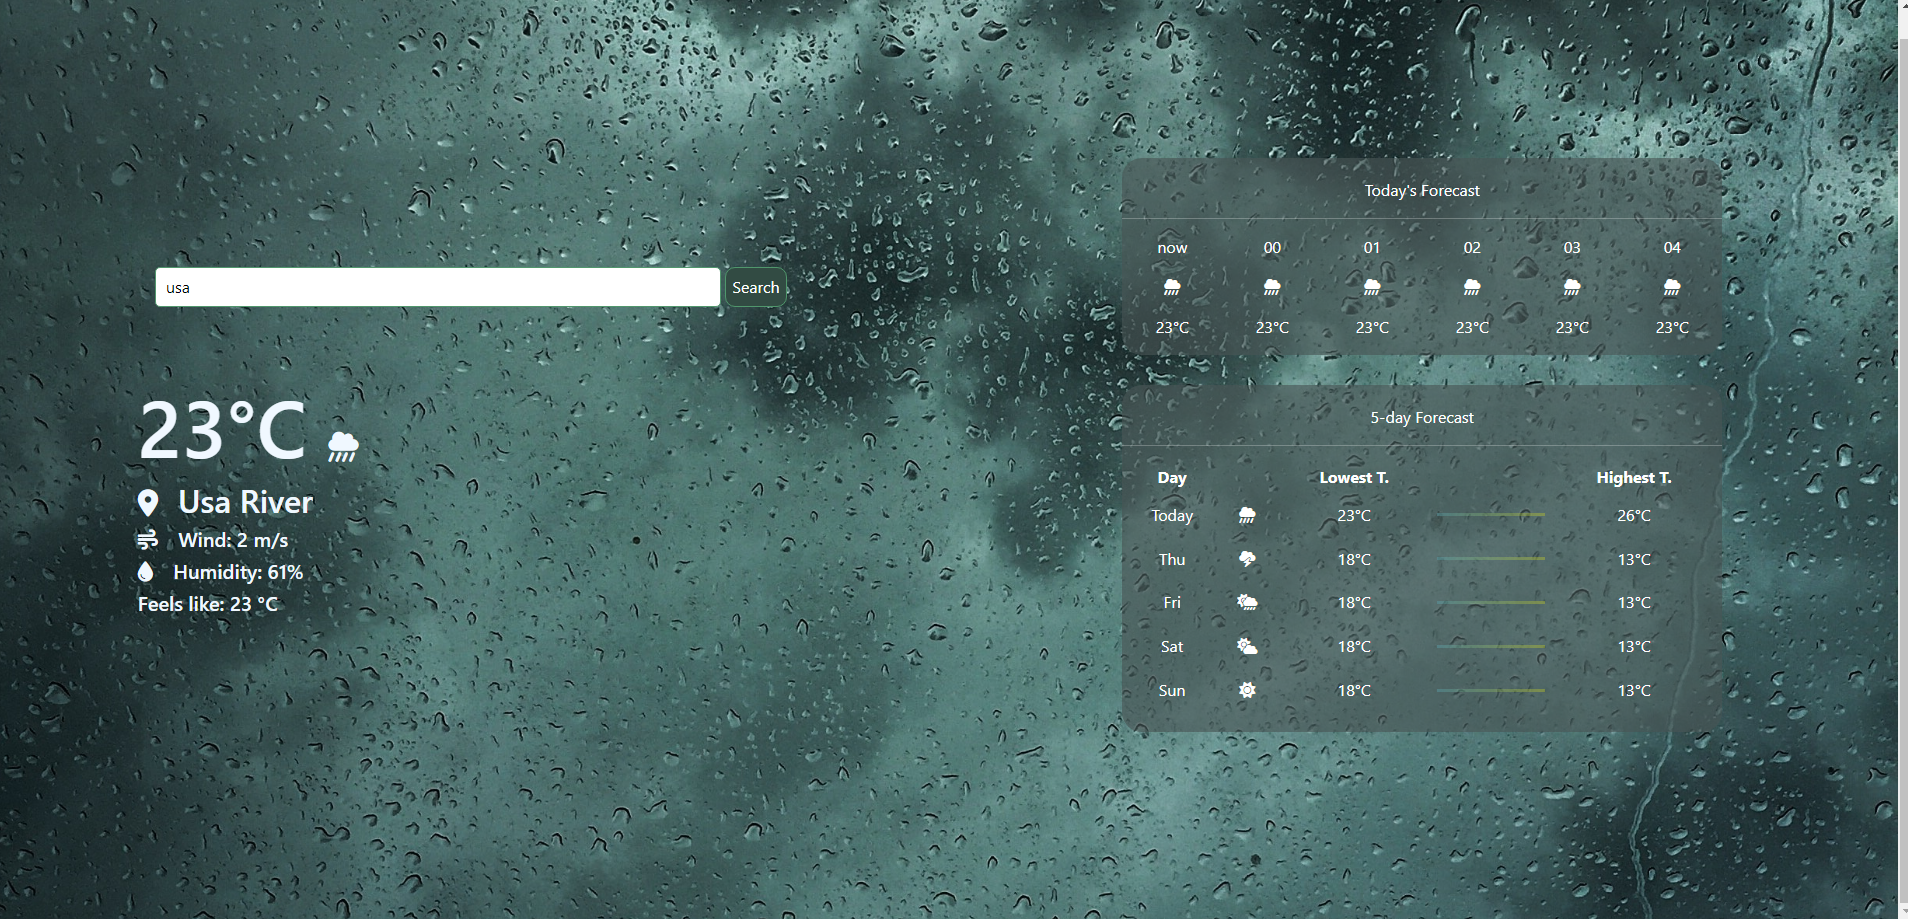 usa
Search
23°C
Usa River
Wind: 2 m/s
Humidity: 61%
Feels like: 23 °C
Today's Forecast
now 00 01 02 03 04
23°C 23°C 23°C 23°C 23°C 23°C
5-day Forecast
Day Lowest T. Highest T.
Today 23°C 26°C
Thu 18°C 13°C
Fri 18°C 13°C
Sat 18°C 13°C
Sun 18°C 13°C